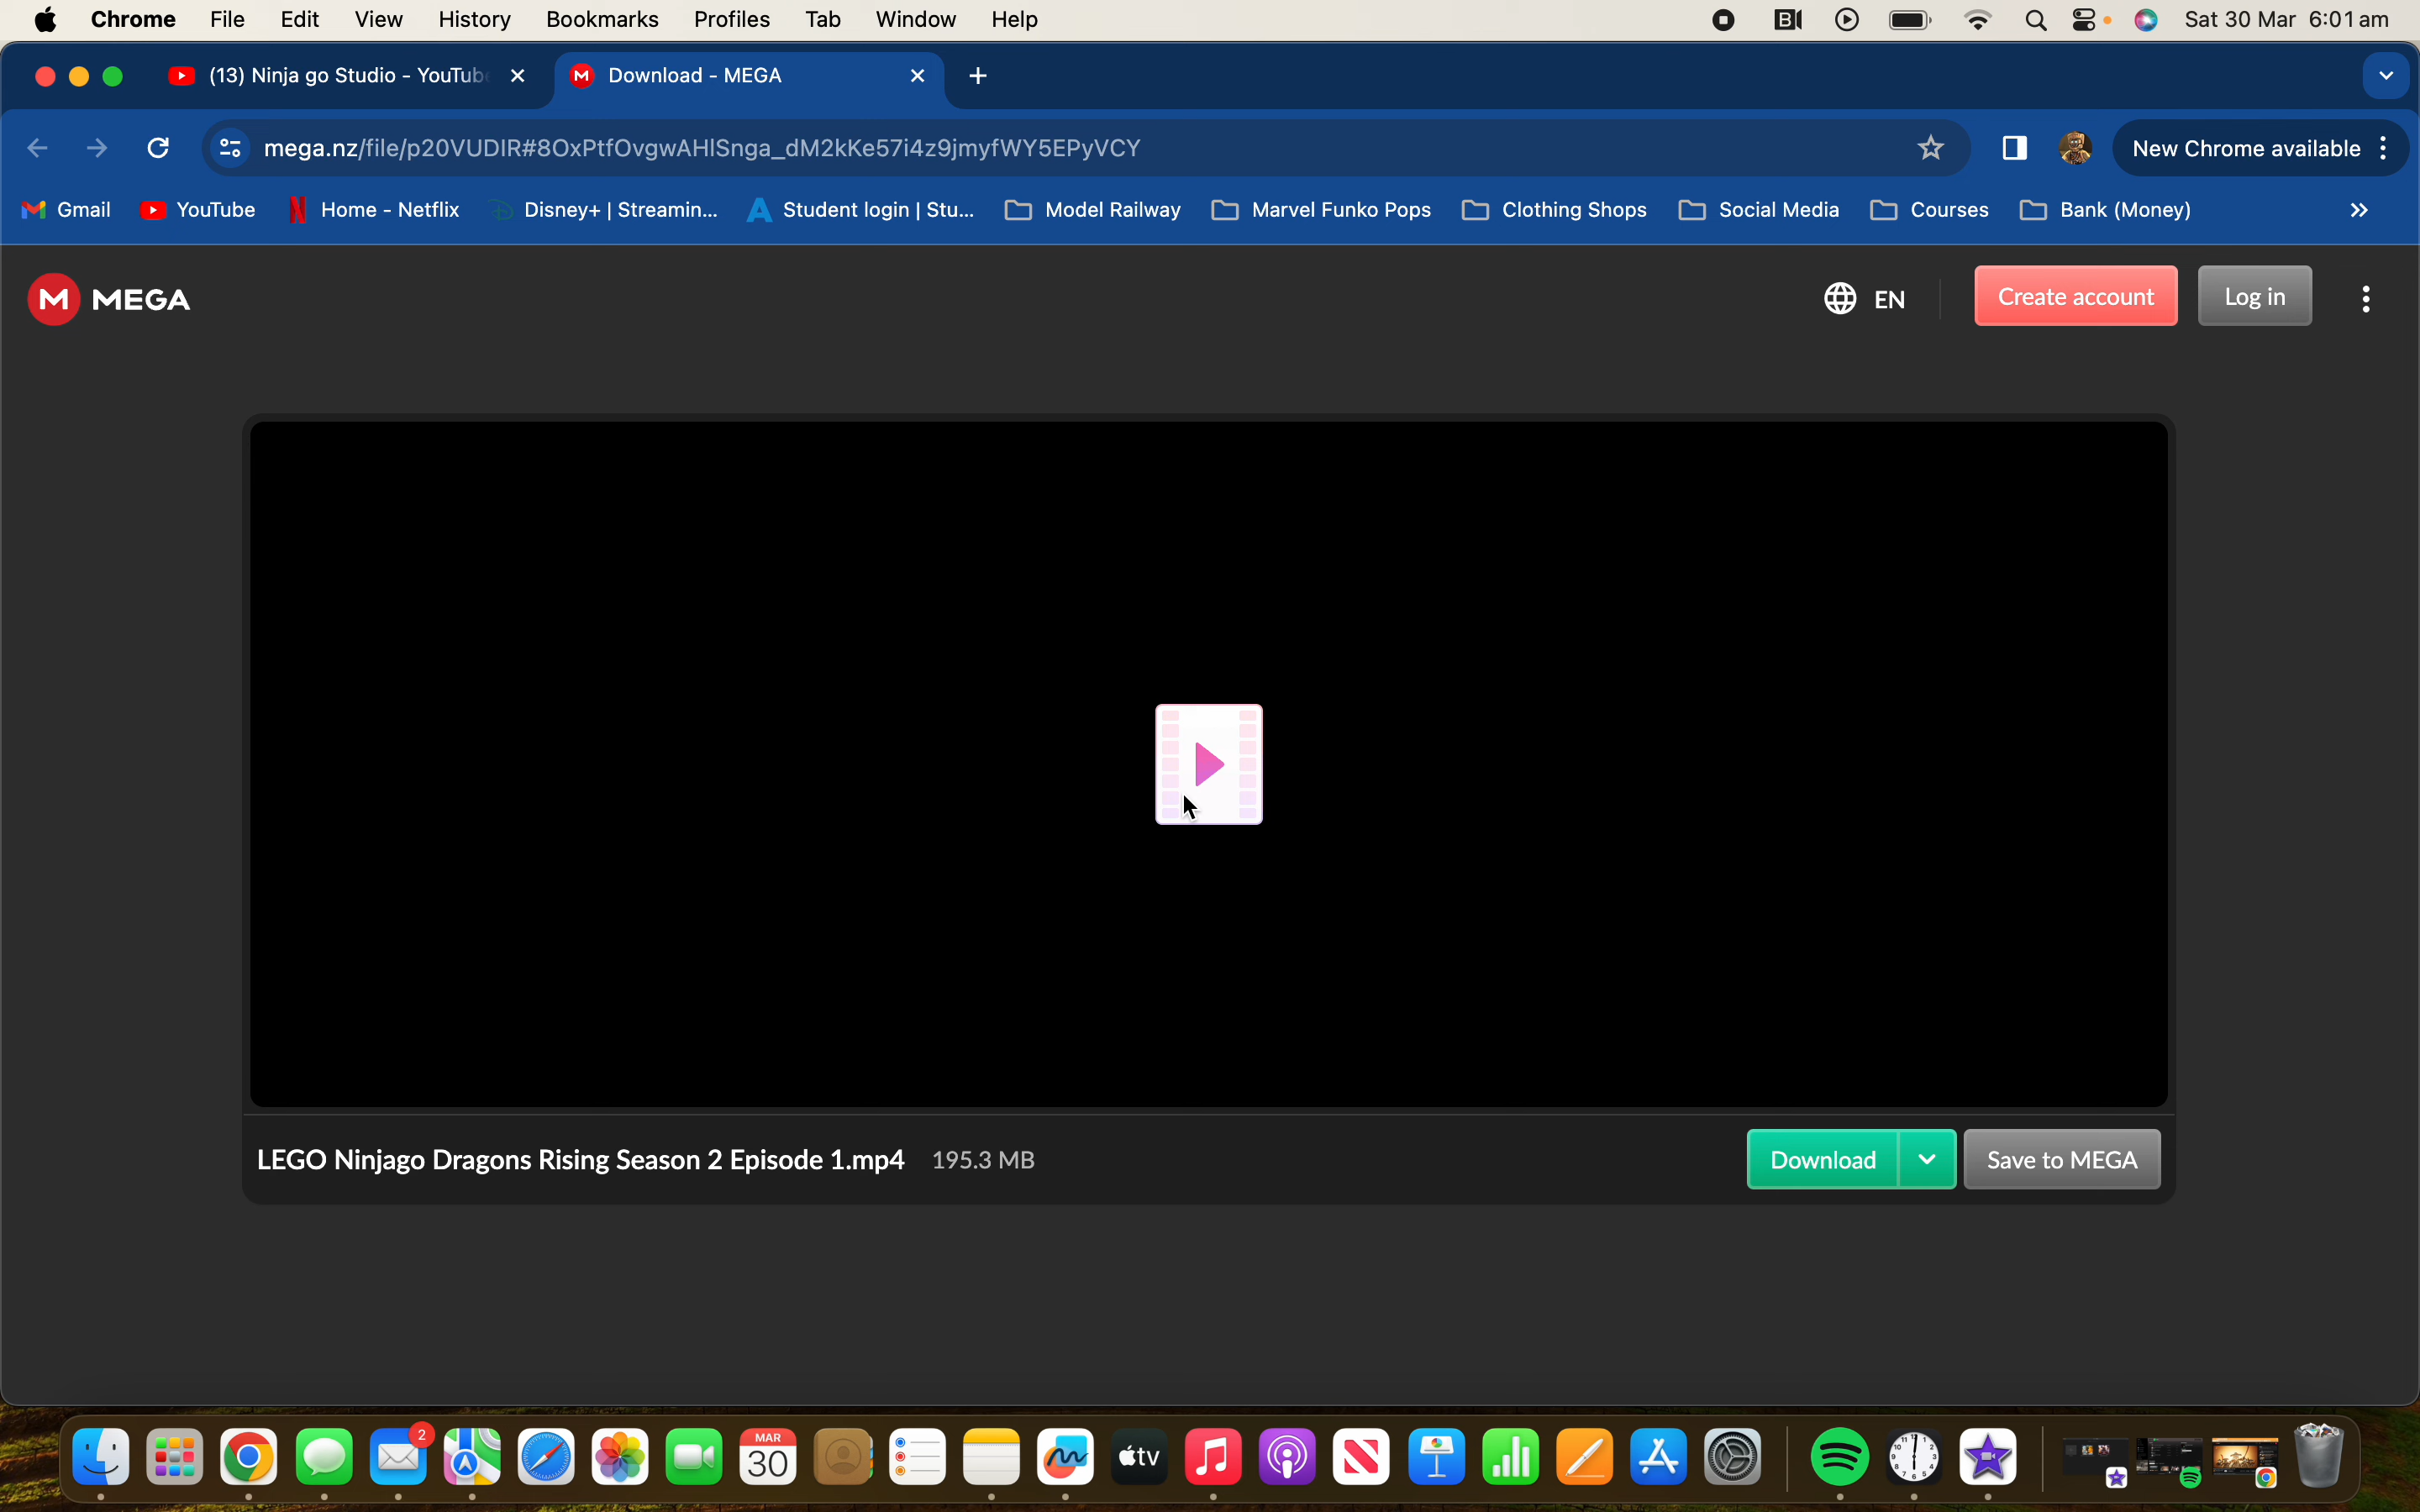 Chrome File Edit View History Bookmarks Profiles Tab Window Help Sat 30 Mar 6:01 am
(13) Ninja go Studio - YouTube Download - MEGA
mega.nz/file/p20VUDIR#8OxPtfOvgwAHlSnga_dM2kKe57i4z9jmyfWY5EPyVCY New Chrome available
Gmail YouTube Home - Netflix Disney+ | Streamin... Student login | Stu... Model Railway Marvel Funko Pops Clothing Shops Social Media Courses Bank (Money)
MEGA EN Create account Log in
LEGO Ninjago Dragons Rising Season 2 Episode 1.mp4 195.3 MB Download Save to MEGA
2 MAR 30 tv